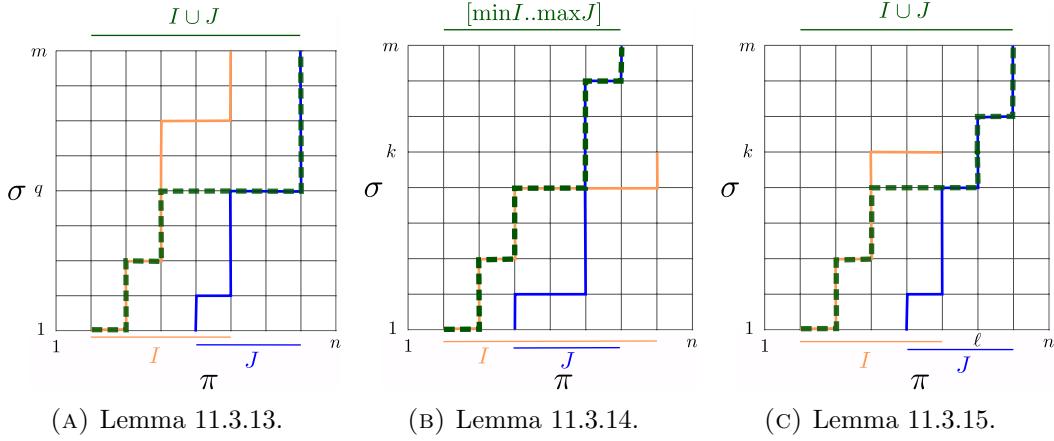 I ∪ J
m
q
σ
1
1
n
I
J
π
(A) Lemma 11.3.13.
[minI..maxJ]
m
k
σ
1
1
n
I
J
π
(B) Lemma 11.3.14.
I ∪ J
m
k
σ
1
1
ℓ
n
I
J
π
(C) Lemma 11.3.15.